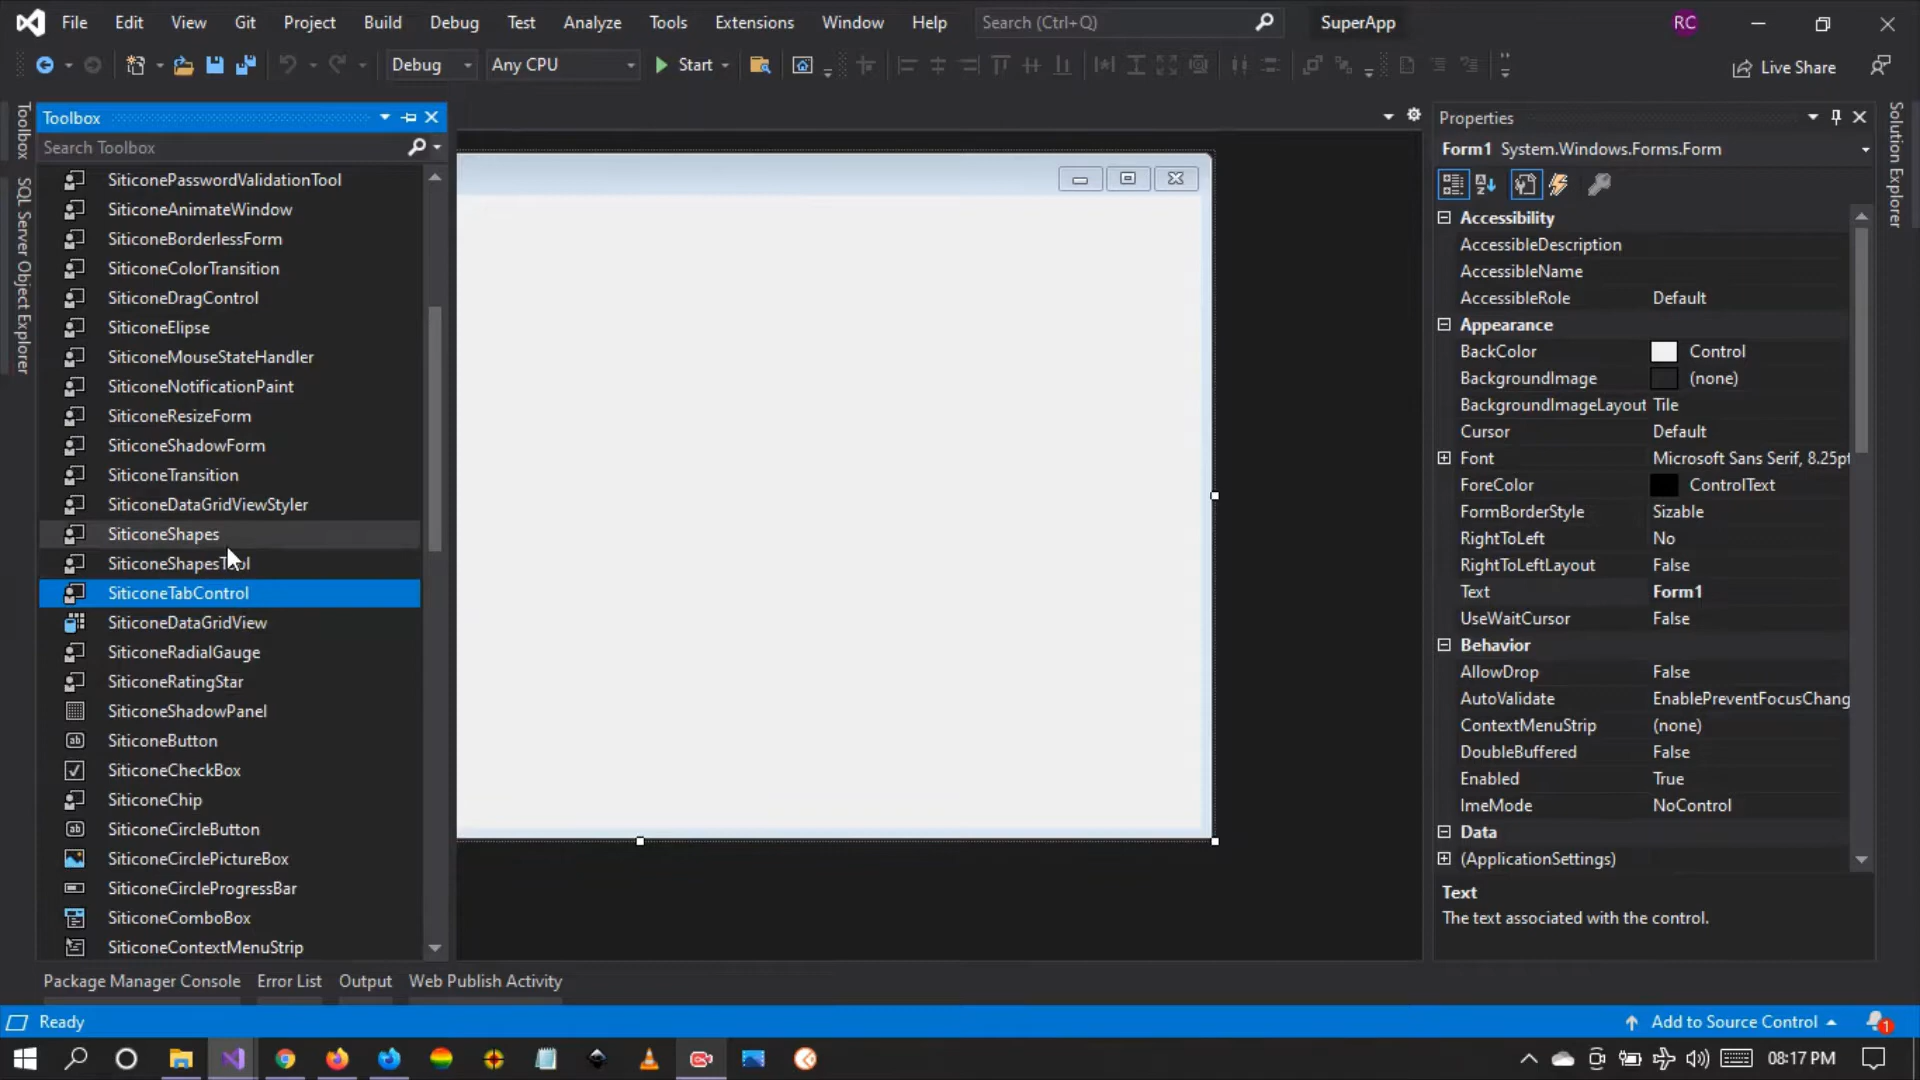 File Edit View Git Project Build Debug Test Analyze Tools Extensions Window Help Search (Ctrl+Q) SuperApp RC
Debug Any CPU Start Live Share
Toolbox
SQL Server Object Explorer
Toolbox
Search Toolbox
SiticonePasswordValidationTool
SiticoneAnimateWindow
SiticoneBorderlessForm
SiticoneColorTransition
SiticoneDragControl
SiticoneElipse
SiticoneMouseStateHandler
SiticoneNotificationPaint
SiticoneResizeForm
SiticoneShadowForm
SiticoneTransition
SiticoneDataGridViewStyler
SiticoneShapes
SiticoneTabControl
SiticoneDataGridView
SiticoneRadialGauge
SiticoneRatingStar
SiticoneShadowPanel
SiticoneButton
SiticoneCheckBox
SiticoneChip
SiticoneCircleButton
SiticoneCirclePictureBox
SiticoneCircleProgressBar
SiticoneComboBox
SiticoneContextMenuStrip
Properties
Form1 System.Windows.Forms.Form
Accessibility
AccessibleDescription
AccessibleName
AccessibleRole Default
Appearance
BackColor Control
BackgroundImage (none)
BackgroundImageLayout Tile
Cursor Default
Font Microsoft Sans Serif, 8.25pt
ForeColor ControlText
FormBorderStyle Sizable
RightToLeft No
RightToLeftLayout False
Text Form1
UseWaitCursor False
Behavior
AllowDrop False
AutoValidate EnablePreventFocusChang
ContextMenuStrip (none)
DoubleBuffered False
Enabled True
ImeMode NoControl
Data
(ApplicationSettings)
Text
The text associated with the control.
Solution Explorer
Package Manager Console Error List Output Web Publish Activity
Ready Add to Source Control 1
08:17 PM